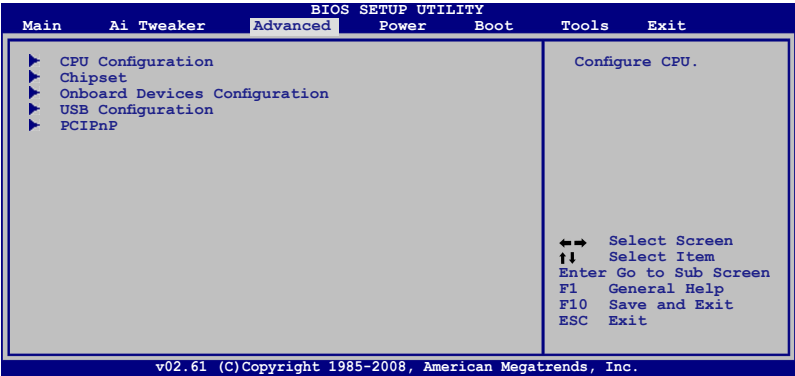 BIOS SETUP UTILITY
Main Ai Tweaker Advanced Power Boot Tools Exit
CPU Configuration
Chipset
Onboard Devices Configuration
USB Configuration
PCIPnP
Configure CPU.
←→ Select Screen
↑↓ Select Item
Enter Go to Sub Screen
F1 General Help
F10 Save and Exit
ESC Exit
v02.61 (C)Copyright 1985-2008, American Megatrends, Inc.